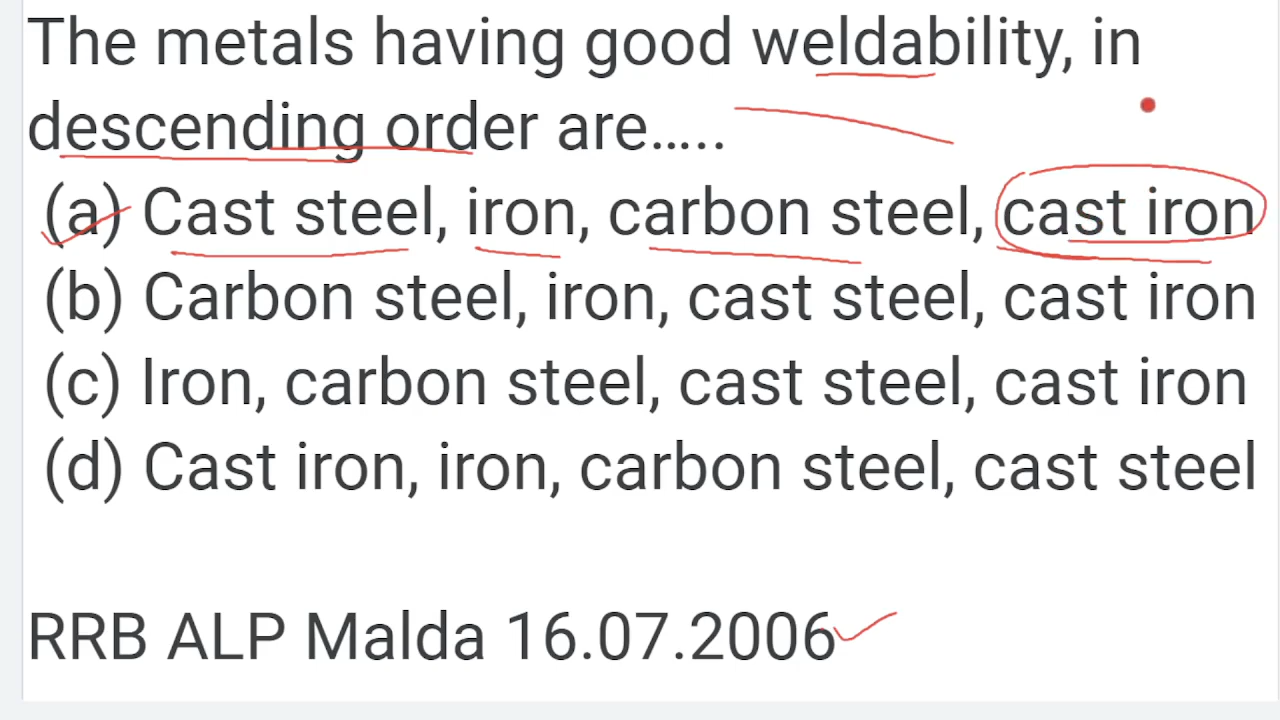 The metals having good weldability, in
descending order are.....
(a) Cast steel, iron, carbon steel, cast iron
(b) Carbon steel, iron, cast steel, cast iron
(c) Iron, carbon steel, cast steel, cast iron
(d) Cast iron, iron, carbon steel, cast steel
RRB ALP Malda 16.07.2006